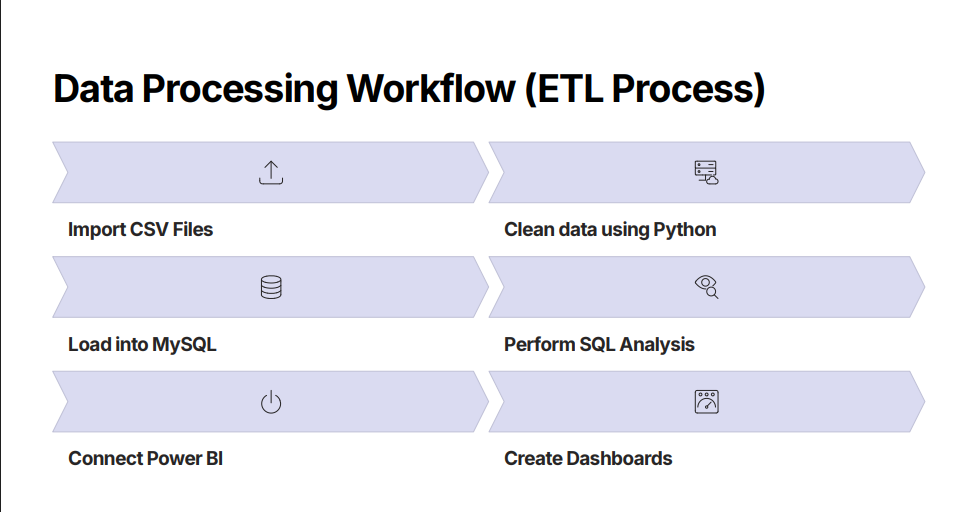 Data Processing Workflow (ETL Process)
Import CSV Files
Clean data using Python
Load into MySQL
Perform SQL Analysis
Connect Power BI
Create Dashboards